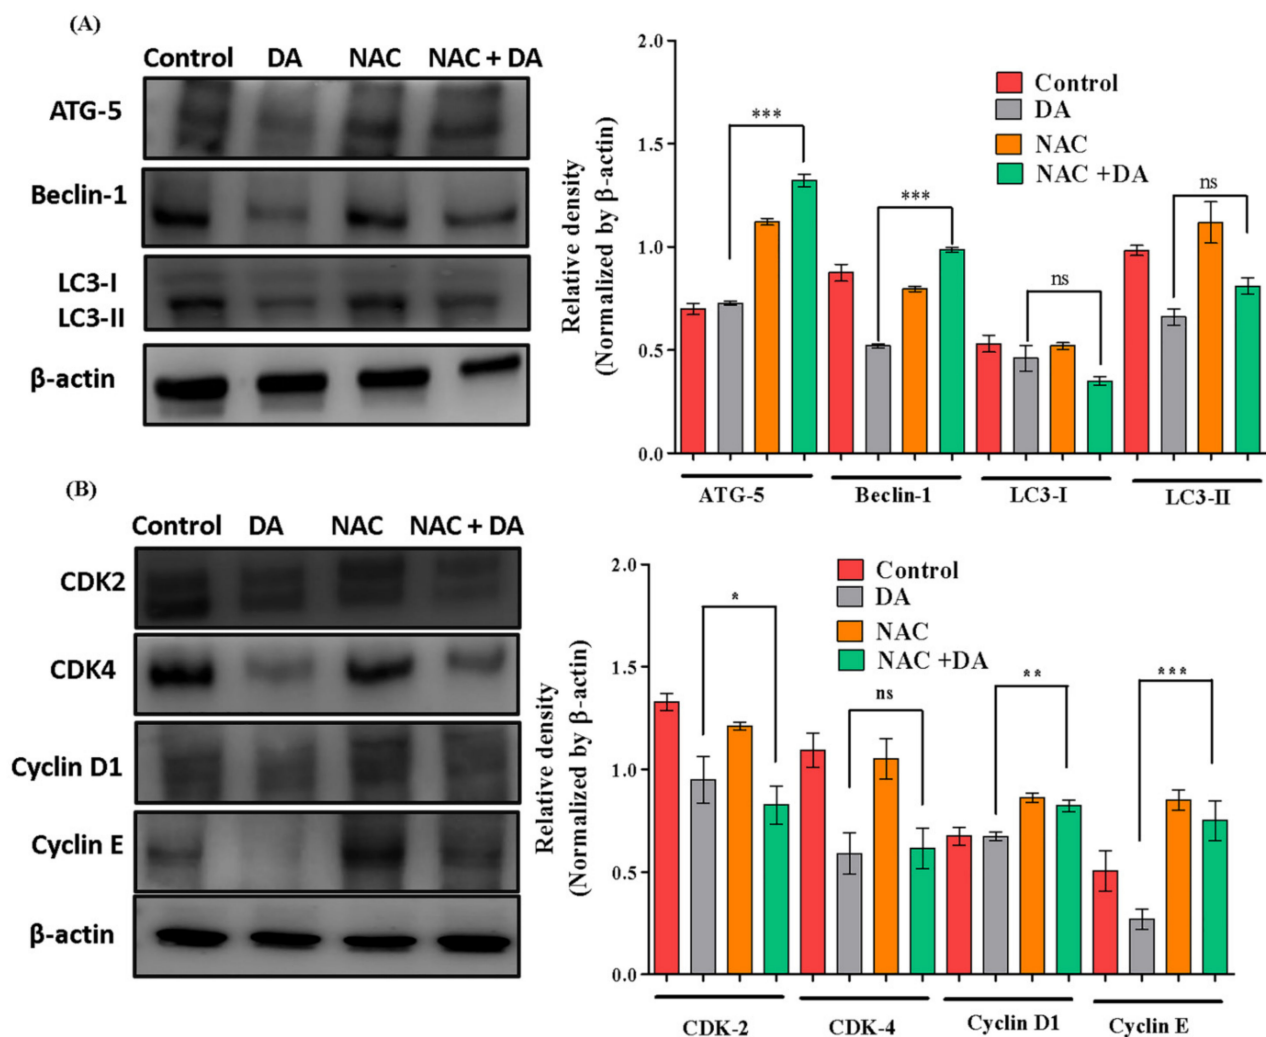 (A)
Control DA NAC NAC + DA
ATG-5
Beclin-1
LC3-I
LC3-II
β-actin
Relative density
(Normalized by β-actin)
2.0
1.5
1.0
0.5
0.0
Control
DA
NAC
NAC +DA
***
***
ns
ns
ATG-5 Beclin-1 LC3-I LC3-II
(B)
Control DA NAC NAC + DA
CDK2
CDK4
Cyclin D1
Cyclin E
β-actin
Relative density
(Normalized by β-actin)
2.0
1.5
1.0
0.5
0.0
Control
DA
NAC
NAC +DA
*
ns
**
***
CDK-2 CDK-4 Cyclin D1 Cyclin E